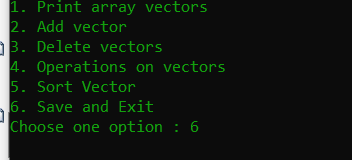 1. Print array vectors
2. Add vector
3. Delete vectors
4. Operations on vectors
5. Sort Vector
6. Save and Exit
Choose one option : 6